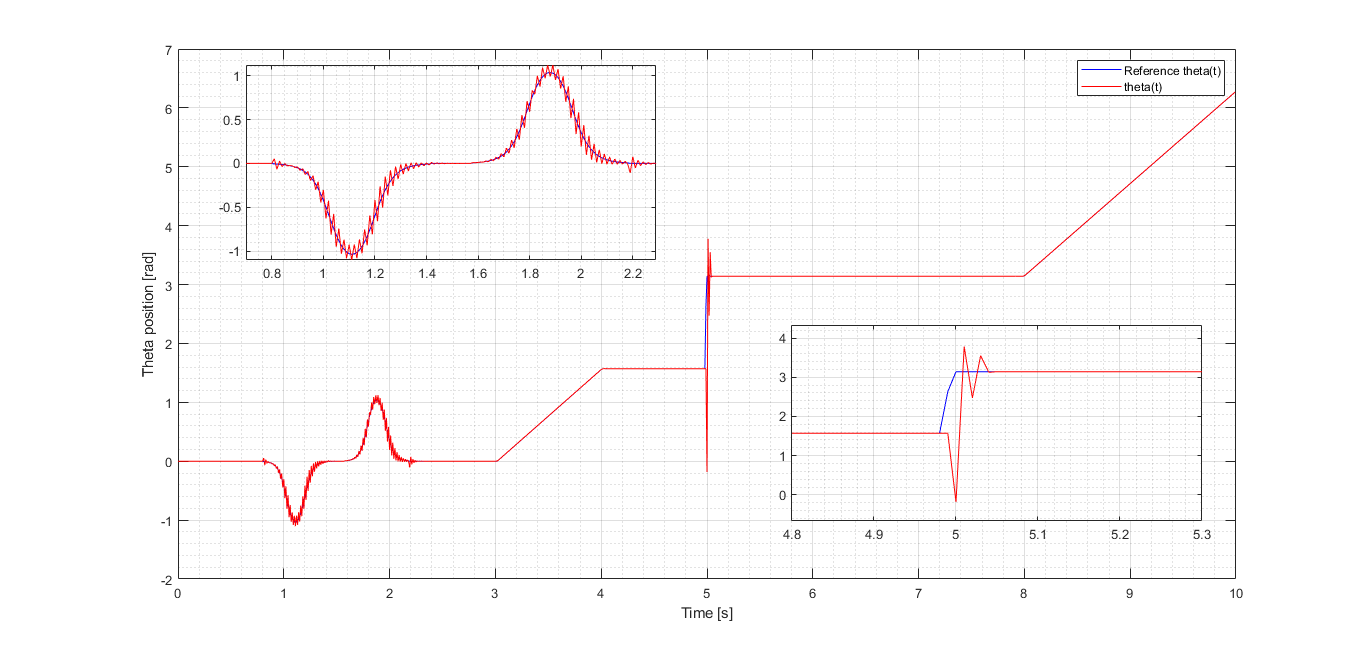 7
6
5
4
3
2
1
0
-1
-2
Theta position [rad]
0 1 2 3 4 5 6 7 8 9 10
Time [s]
Reference theta(t)
theta(t)
1
0.5
0
-0.5
-1
0.8 1 1.2 1.4 1.6 1.8 2 2.2
4
3
2
1
0
4.8 4.9 5 5.1 5.2 5.3